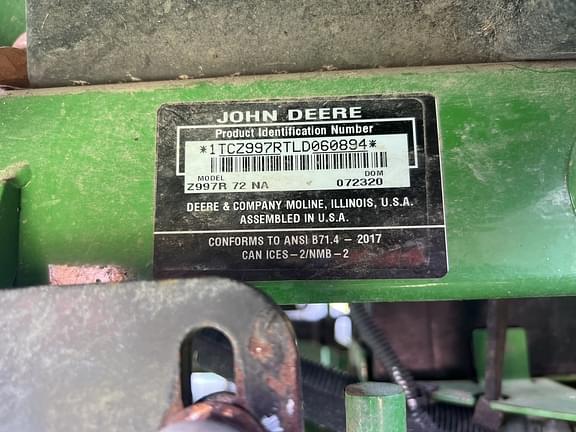 JOHN DEERE
Product Identification Number
*1TCZ997RTLD060894*
MODEL DOM
Z997R 72 NA 072320
DEERE & COMPANY MOLINE, ILLINOIS, U.S.A.
ASSEMBLED IN U.S.A.
CONFORMS TO ANSI B71.4 – 2017
CAN ICES–2/NMB–2